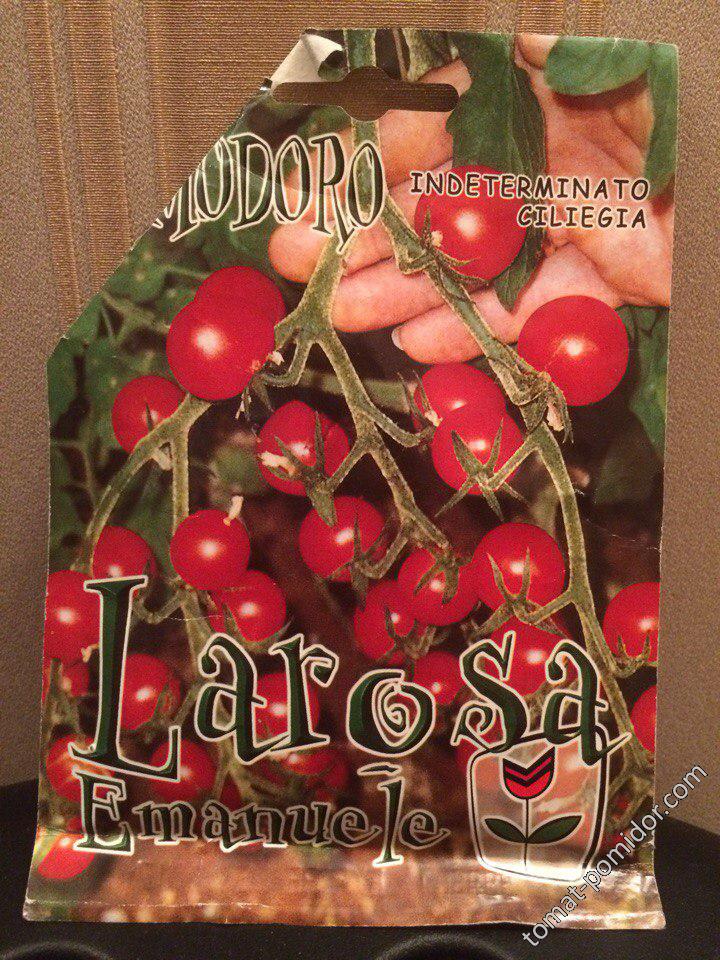 MODORO
INDETERMINATO
CILIEGIA
Larosa
Emanuele
tomat-pomidor.com